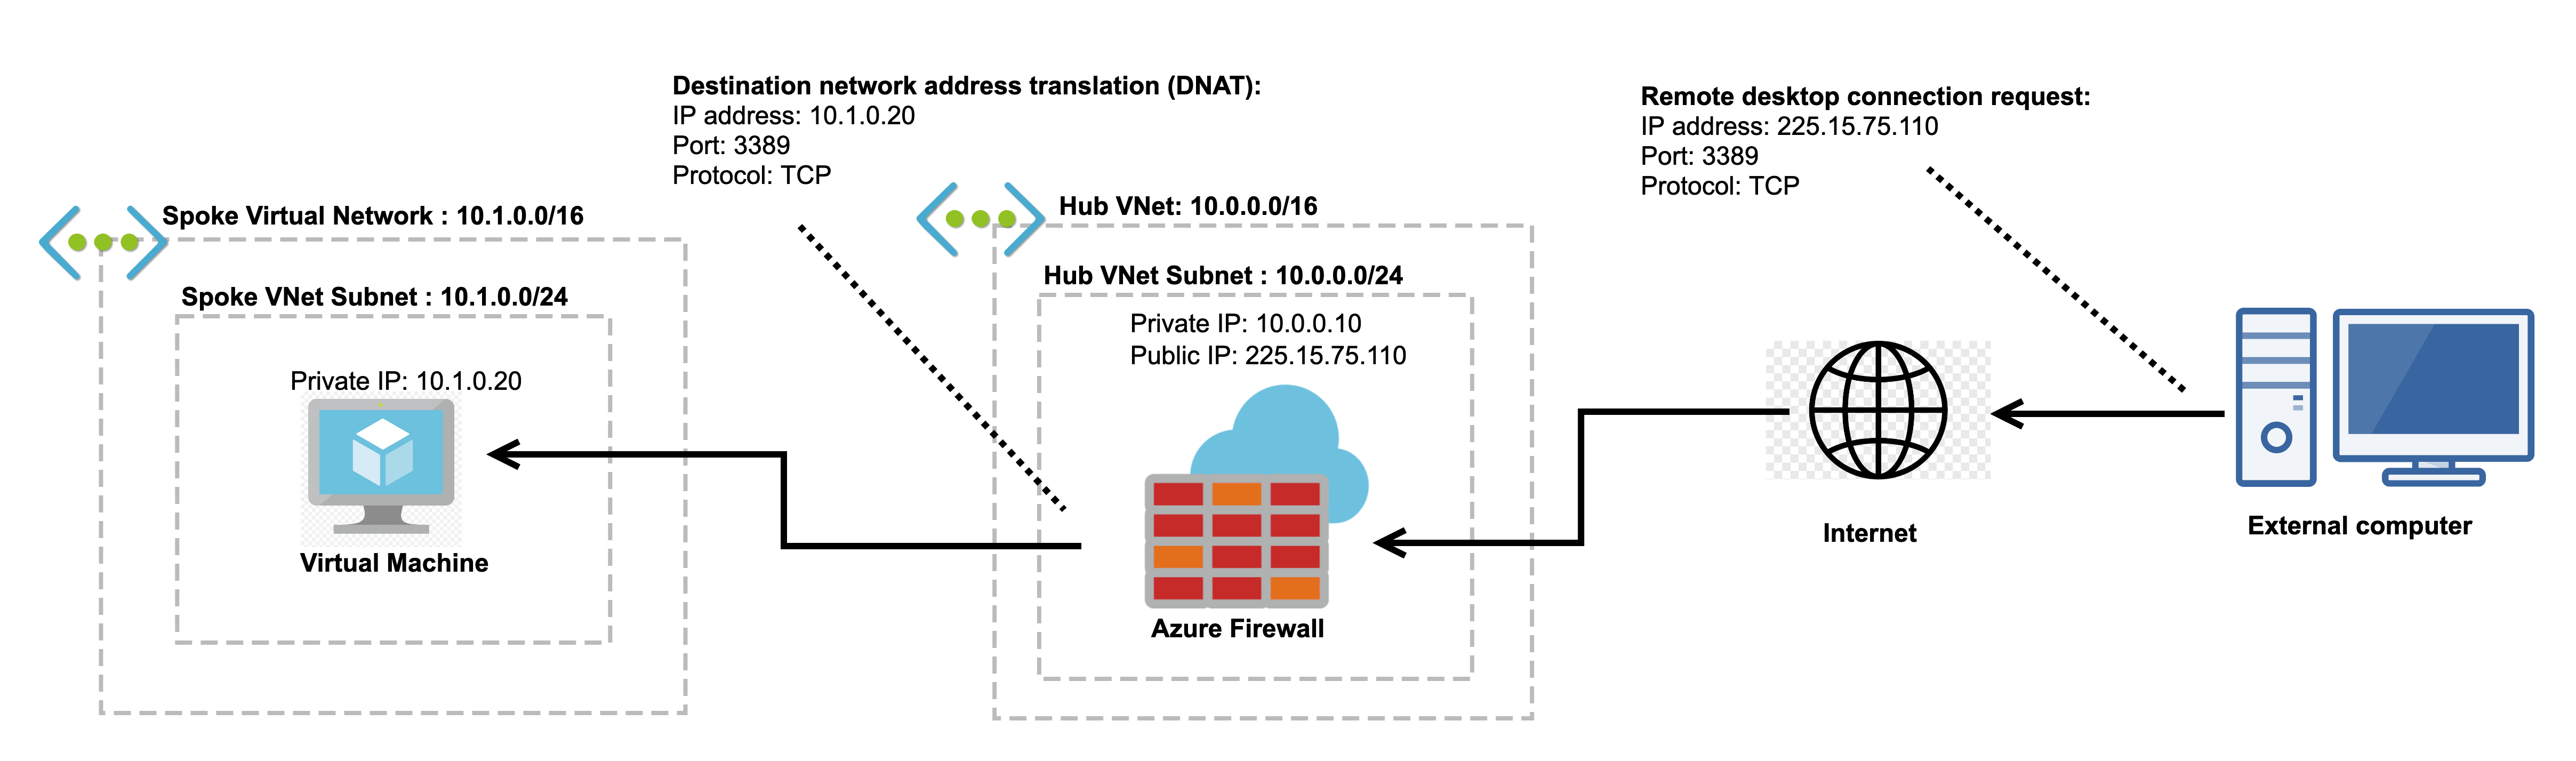 Destination network address translation (DNAT):
IP address: 10.1.0.20
Port: 3389
Protocol: TCP
Remote desktop connection request:
IP address: 225.15.75.110
Port: 3389
Protocol: TCP
Spoke Virtual Network : 10.1.0.0/16
Spoke VNet Subnet : 10.1.0.0/24
Private IP: 10.1.0.20
Virtual Machine
Hub VNet: 10.0.0.0/16
Hub VNet Subnet : 10.0.0.0/24
Private IP: 10.0.0.10
Public IP: 225.15.75.110
Azure Firewall
Internet
External computer